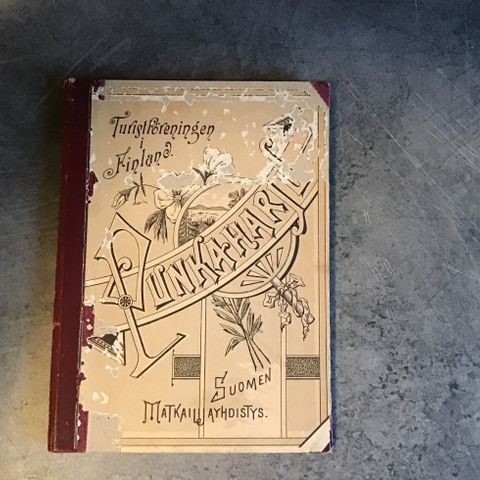 Turistföreningen
i
Finland.
PUNKAHARJU
SUOMEN
MATKAILIJAYHDISTYS.